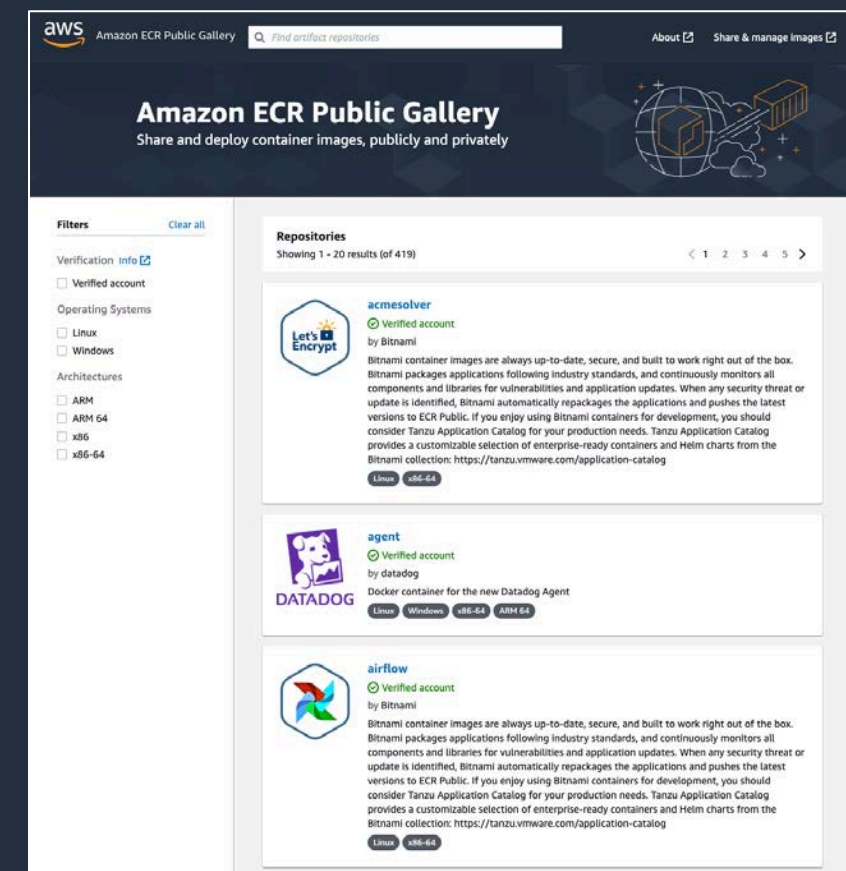 aws
Amazon ECR Public Gallery
Find artifact repositories
About
Share & manage images
Amazon ECR Public Gallery
Share and deploy container images, publicly and privately
Filters
Clear all
Verification Info
Verified account
Operating Systems
Linux
Windows
Architectures
ARM
ARM 64
x86
x86-64
Repositories
Showing 1 - 20 results (of 419)
< 1 2 3 4 5 >
Let's
Encrypt
acmesolver
Verified account
by Bitnami
Bitnami container images are always up-to-date, secure, and built to work right out of the box.
Bitnami packages applications following industry standards, and continuously monitors all
components and libraries for vulnerabilities and application updates. When any security threat or
update is identified, Bitnami automatically repackages the applications and pushes the latest
versions to ECR Public. If you enjoy using Bitnami containers for development, you should
consider Tanzu Application Catalog for your production needs. Tanzu Application Catalog
provides a customizable selection of enterprise-ready containers and Helm charts from the
Bitnami collection: https://tanzu.vmware.com/application-catalog
Linux x86-64
DATADOG
agent
Verified account
by datadog
Docker container for the new Datadog Agent
Linux Windows x86-64 ARM 64
airflow
Verified account
by Bitnami
Bitnami container images are always up-to-date, secure, and built to work right out of the box.
Bitnami packages applications following industry standards, and continuously monitors all
components and libraries for vulnerabilities and application updates. When any security threat or
update is identified, Bitnami automatically repackages the applications and pushes the latest
versions to ECR Public. If you enjoy using Bitnami containers for development, you should
consider Tanzu Application Catalog for your production needs. Tanzu Application Catalog
provides a customizable selection of enterprise-ready containers and Helm charts from the
Bitnami collection: https://tanzu.vmware.com/application-catalog
Linux x86-64